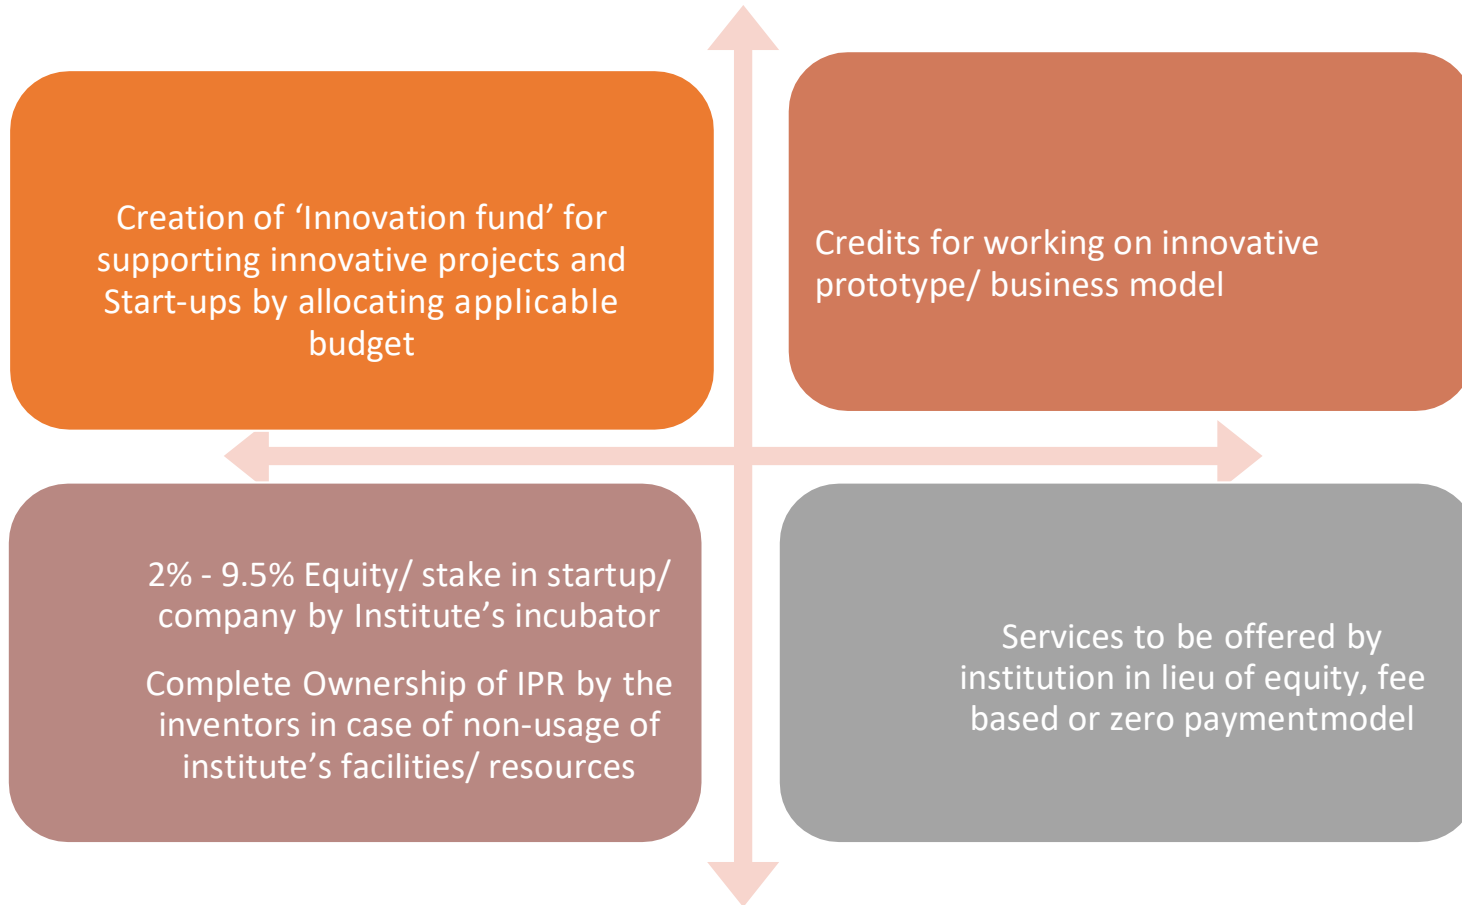 Creation of ‘Innovation fund’ for
supporting innovative projects and
Start-ups by allocating applicable
budget
Credits for working on innovative
prototype/ business model
2% - 9.5% Equity/ stake in startup/
company by Institute’s incubator
Complete Ownership of IPR by the
inventors in case of non-usage of
institute’s facilities/ resources
Services to be offered by
institution in lieu of equity, fee
based or zero paymentmodel